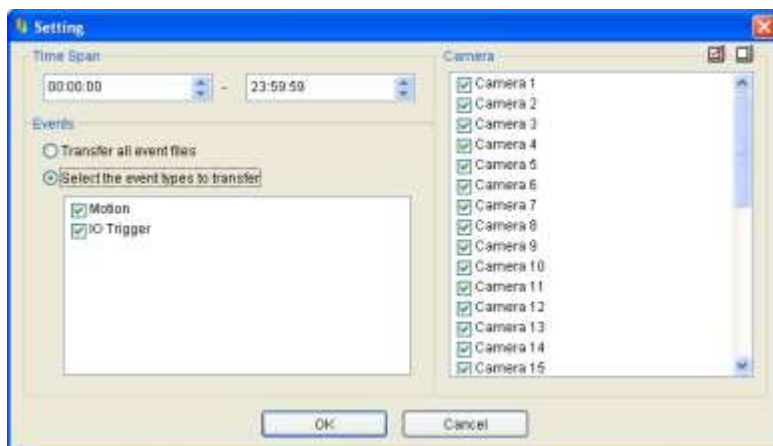 Setting
Time Span
00:00:00 - 23:59:59
Events
Transfer all event files
Select the event types to transfer
Motion
IO Trigger
Camera
Camera 1
Camera 2
Camera 3
Camera 4
Camera 5
Camera 6
Camera 7
Camera 8
Camera 9
Camera 10
Camera 11
Camera 12
Camera 13
Camera 14
Camera 15
OK
Cancel